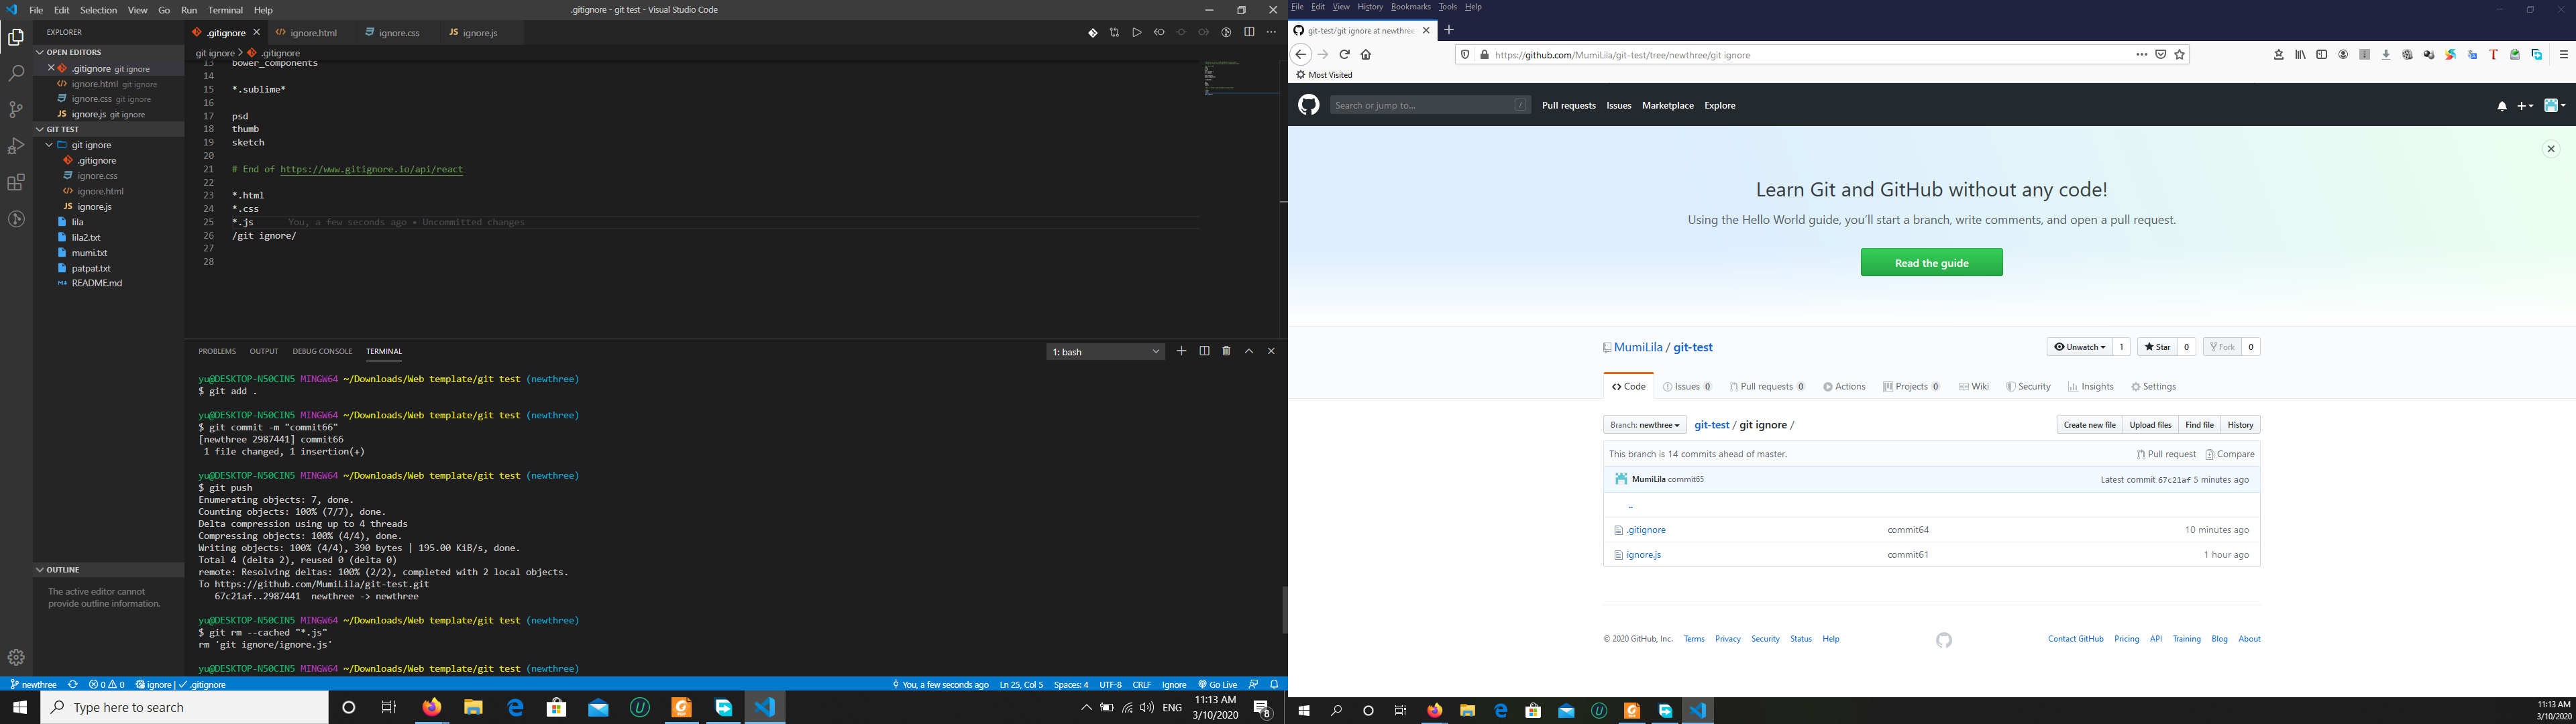 File Edit Selection View Go Run Terminal Help
.gitignore - git test - Visual Studio Code
EXPLORER
OPEN EDITORS
.gitignore git ignore
ignore.html git ignore
ignore.css git ignore
JS ignore.js git ignore
GIT TEST
git ignore
.gitignore
ignore.css
ignore.html
JS ignore.js
lila
lila2.txt
mumi.txt
patpat.txt
README.md
OUTLINE
The active editor cannot
provide outline information.
.gitignore ignore.html ignore.css JS ignore.js
git ignore > .gitignore
13 bower_components
14
15 *.sublime*
16
17 psd
18 thumb
19 sketch
20
21 # End of https://www.gitignore.io/api/react
22
23 *.html
24 *.css
25 *.js You, a few seconds ago • Uncommitted changes
26 /git ignore/
27
28
PROBLEMS OUTPUT DEBUG CONSOLE TERMINAL 1: bash
yu@DESKTOP-N50CIN5 MINGW64 ~/Downloads/Web template/git test (newthree)
$ git add .
yu@DESKTOP-N50CIN5 MINGW64 ~/Downloads/Web template/git test (newthree)
$ git commit -m "commit66"
[newthree 2987441] commit66
1 file changed, 1 insertion(+)
yu@DESKTOP-N50CIN5 MINGW64 ~/Downloads/Web template/git test (newthree)
$ git push
Enumerating objects: 7, done.
Counting objects: 100% (7/7), done.
Delta compression using up to 4 threads
Compressing objects: 100% (4/4), done.
Writing objects: 100% (4/4), 390 bytes | 195.00 KiB/s, done.
Total 4 (delta 2), reused 0 (delta 0)
remote: Resolving deltas: 100% (2/2), completed with 2 local objects.
To https://github.com/MumiLila/git-test.git
67c21af..2987441 newthree -> newthree
yu@DESKTOP-N50CIN5 MINGW64 ~/Downloads/Web template/git test (newthree)
$ git rm --cached "*.js"
rm 'git ignore/ignore.js'
yu@DESKTOP-N50CIN5 MINGW64 ~/Downloads/Web template/git test (newthree)
newthree 0 0 ignore | .gitignore You, a few seconds ago Ln 25, Col 5 Spaces: 4 UTF-8 CRLF Ignore Go Live
Type here to search
ENG
11:13 AM
3/10/2020
8
File Edit View History Bookmarks Tools Help
git-test/git ignore at newthree
https://github.com/MumiLila/git-test/tree/newthree/git ignore
Most Visited
Search or jump to... / Pull requests Issues Marketplace Explore
Learn Git and GitHub without any code!
Using the Hello World guide, you'll start a branch, write comments, and open a pull request.
Read the guide
MumiLila / git-test Unwatch 1 Star 0 Fork 0
Code Issues 0 Pull requests 0 Actions Projects 0 Wiki Security Insights Settings
Branch: newthree git-test / git ignore / Create new file Upload files Find file History
This branch is 14 commits ahead of master. Pull request Compare
MumiLila commit65 Latest commit 67c21af 5 minutes ago
..
.gitignore commit64 10 minutes ago
ignore.js commit61 1 hour ago
© 2020 GitHub, Inc. Terms Privacy Security Status Help Contact GitHub Pricing API Training Blog About
11:13 AM
3/10/2020